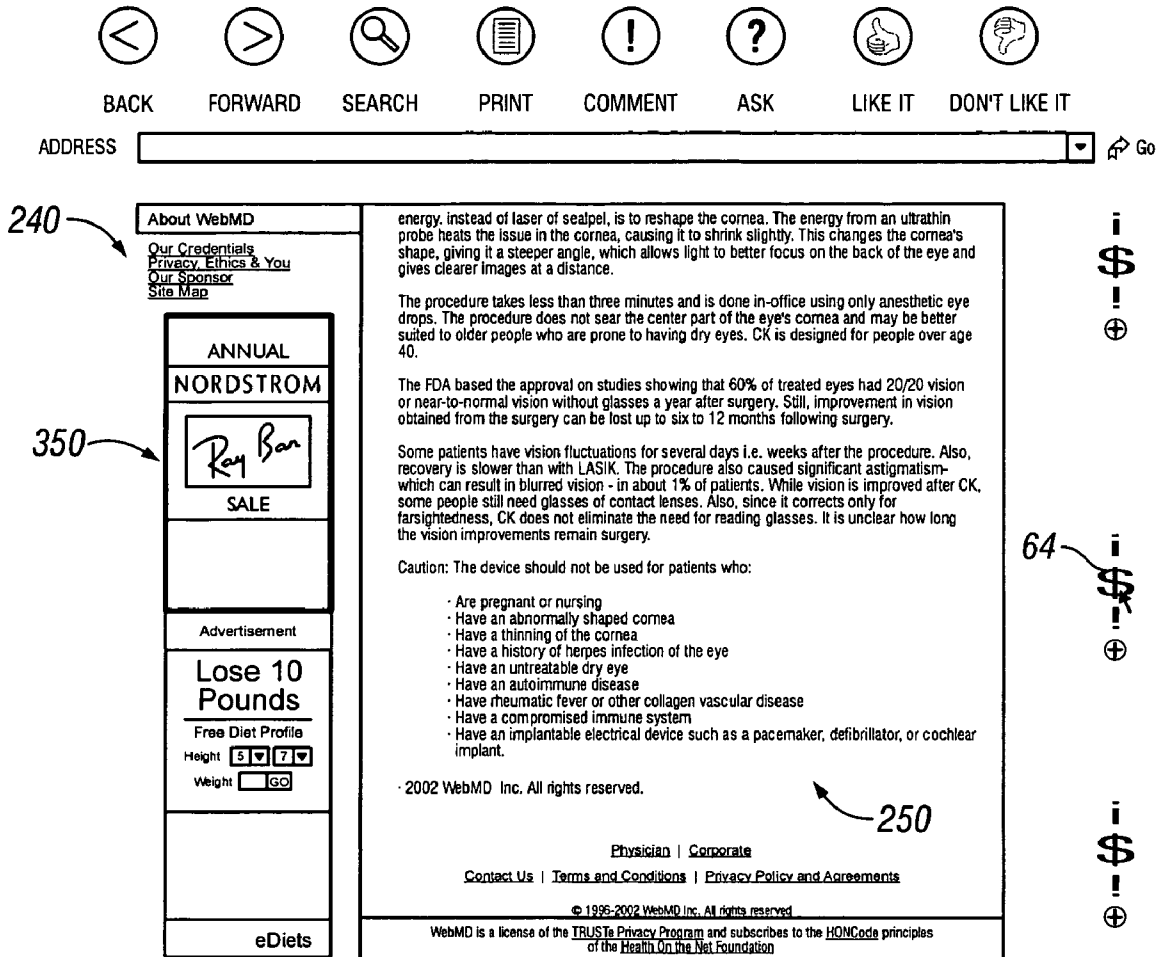 BACK FORWARD SEARCH PRINT COMMENT ASK LIKE IT DON'T LIKE IT
ADDRESS Go
240
About WebMD
Our Credentials
Privacy, Ethics & You
Our Sponsor
Site Map
350
ANNUAL
NORDSTROM
Ray Ban
SALE
Advertisement
Lose 10
Pounds
Free Diet Profile
Height 5 7
Weight GO
eDiets
energy. instead of laser of sealpel, is to reshape the cornea. The energy from an ultrathin
probe heats the issue in the cornea, causing it to shrink slightly. This changes the cornea's
shape, giving it a steeper angle, which allows light to better focus on the back of the eye and
gives clearer images at a distance.
The procedure takes less than three minutes and is done in-office using only anesthetic eye
drops. The procedure does not sear the center part of the eye's cornea and may be better
suited to older people who are prone to having dry eyes. CK is designed for people over age
40.
The FDA based the approval on studies showing that 60% of treated eyes had 20/20 vision
or near-to-normal vision without glasses a year after surgery. Still, improvement in vision
obtained from the surgery can be lost up to six to 12 months following surgery.
Some patients have vision fluctuations for several days i.e. weeks after the procedure. Also,
recovery is slower than with LASIK. The procedure also caused significant astigmatism-
which can result in blurred vision - in about 1% of patients. While vision is improved after CK,
some people still need glasses of contact lenses. Also, since it corrects only for
farsightedness, CK does not eliminate the need for reading glasses. It is unclear how long
the vision improvements remain surgery.
Caution: The device should not be used for patients who:
· Are pregnant or nursing
· Have an abnormally shaped cornea
· Have a thinning of the cornea
· Have a history of herpes infection of the eye
· Have an untreatable dry eye
· Have an autoimmune disease
· Have rheumatic fever or other collagen vascular disease
· Have a compromised immune system
· Have an implantable electrical device such as a pacemaker, defibrillator, or cochlear
implant.
· 2002 WebMD Inc. All rights reserved.
250
Physician | Corporate
Contact Us | Terms and Conditions | Privacy Policy and Agreements
© 1996-2002 WebMD Inc. All rights reserved
WebMD is a license of the TRUSTe Privacy Program and subscribes to the HONCode principles
of the Health On the Net Foundation
i
$
!
64
i
$
!
i
$
!